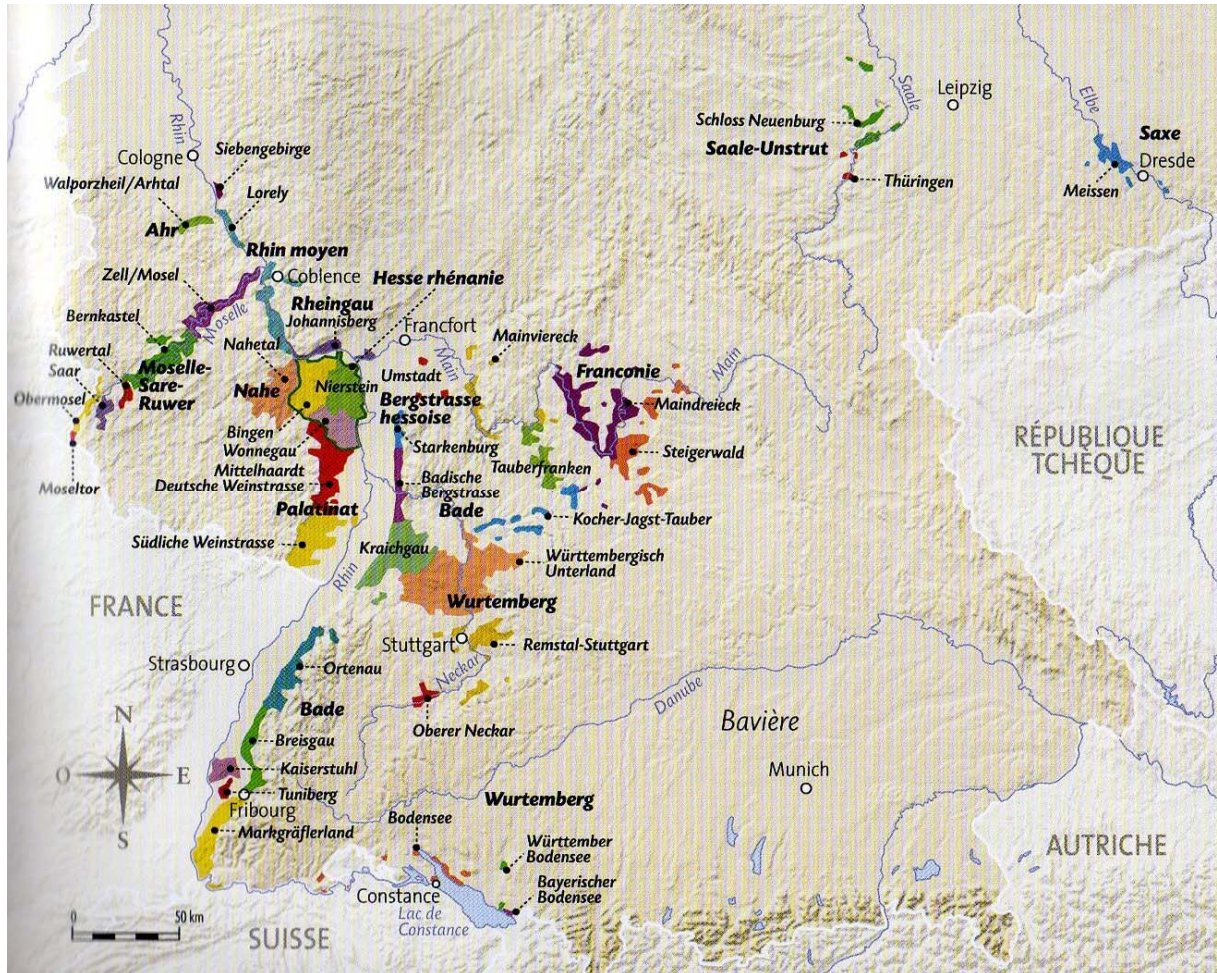 Saale
Leipzig
Elbe
Schloss Neuenburg
Saale-Unstrut
Saxe
Dresde
Meissen
Thüringen
Rhin
Cologne
Siebengebirge
Walporzheil/Arhtal
Lorely
Ahr
Rhin moyen
Coblence
Hesse rhénanie
Zell/Mosel
Moselle
Rheingau
Johannisberg
Francfort
Bernkastel
Nahetal
Mainviereck
Ruwertal
Saar
Moselle-
Sare-
Ruwer
Nahe
Nierstein
Umstadt
Main
Bergstrasse
hessoise
Franconie
Main
Maindreieck
Obermosel
Bingen
Wonnegau
Starkenburg
Tauberfranken
Steigerwald
RÉPUBLIQUE
TCHÈQUE
Moseltor
Mittelhaardt
Deutsche Weinstrasse
Badische
Bergstrasse
Palatinat
Bade
Kocher-Jagst-Tauber
Südliche Weinstrasse
Kraichgau
Württembergisch
Unterland
Rhin
FRANCE
Wurtemberg
Stuttgart
Remstal-Stuttgart
Strasbourg
Ortenau
Neckar
Danube
Bade
Oberer Neckar
Bavière
N
O
E
S
Breisgau
Kaiserstuhl
Tuniberg
Fribourg
Munich
Markgräflerland
Wurtemberg
Bodensee
Württember
Bodensee
AUTRICHE
Constance
Bayerischer
Bodensee
Lac de
Constance
0 50 km
SUISSE